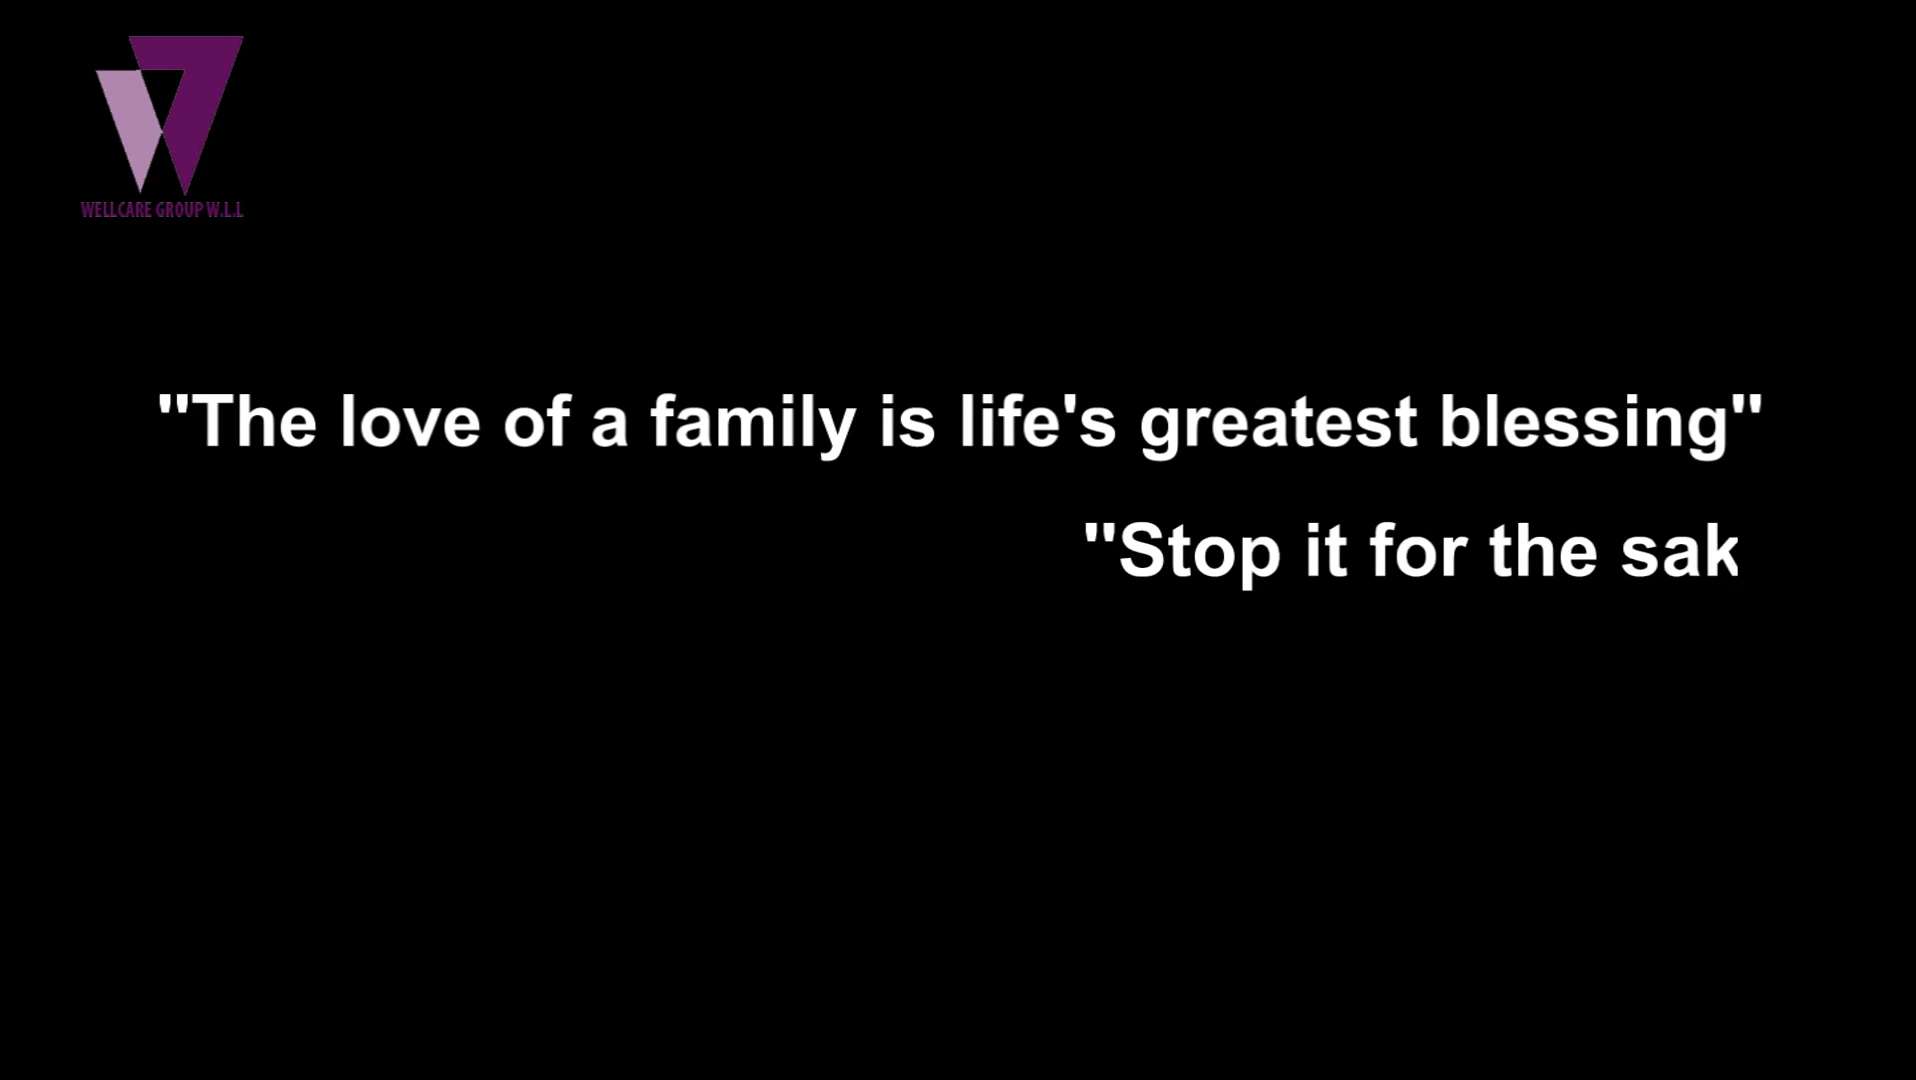 WELLCARE GROUP W.L.L
"The love of a family is life's greatest blessing"
"Stop it for the sak